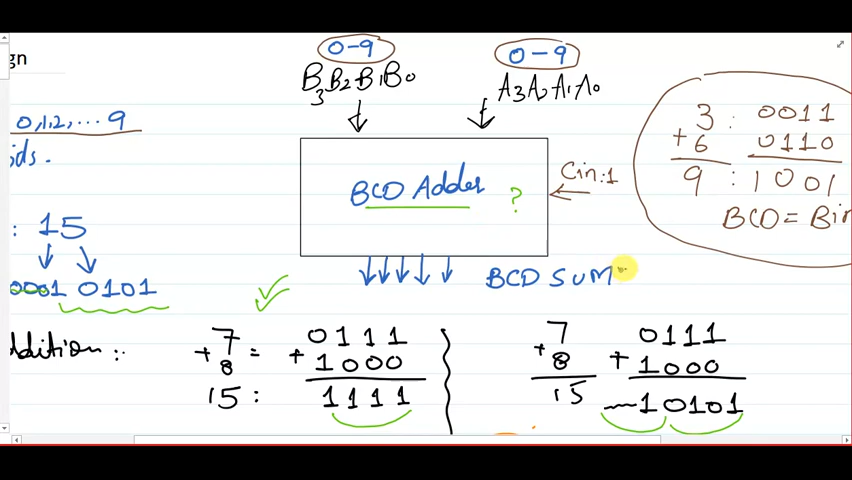 gn
0,1,2,... 9
ids.
: 15
0001 0101
ddition :-
0-9
B3B2B1B0
0-9
A3A2A1A0
BCD Adder ?
Cin:1
BCD SUM
3 : 0011
+6 0110
9 : 1001
BCD = Bin
7 0111
+8 = + 1000
15 : 1111
7 0111
+8 + 1000
15 10101